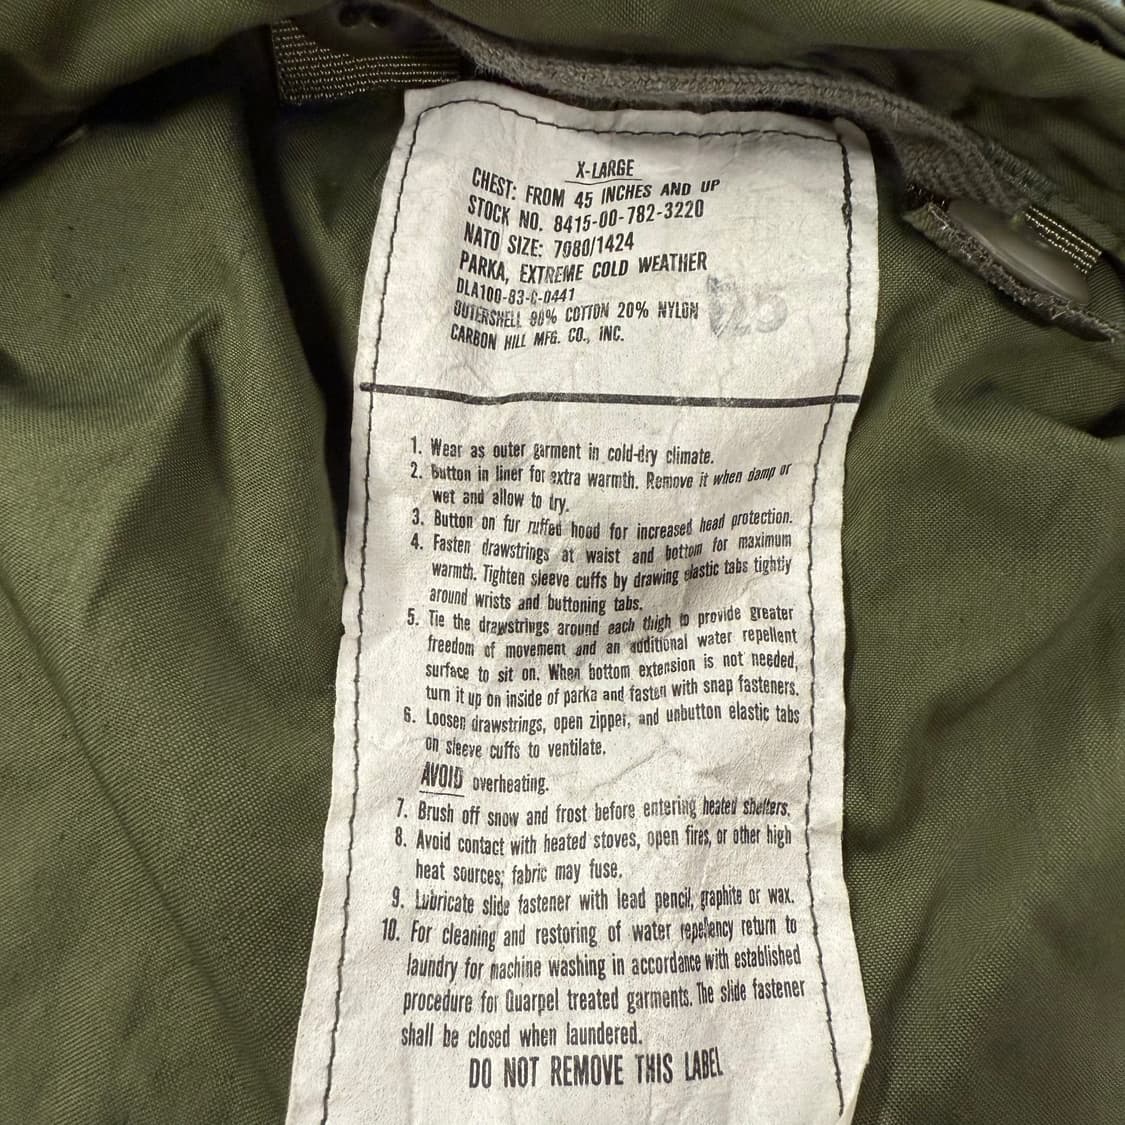 X-LARGE
CHEST: FROM 45 INCHES AND UP
STOCK NO. 8415-00-782-3220
NATO SIZE: 7080/1424
PARKA, EXTREME COLD WEATHER
DLA100-83-C-0441
OUTERSHELL 80% COTTON 20% NYLON
CARBON HILL MFG. CO., INC.
1. Wear as outer garment in cold-dry climate.
2. Button in liner for extra warmth. Remove it when damp or
wet and allow to dry.
3. Button on fur ruffed hood for increased head protection.
4. Fasten drawstrings at waist and bottom for maximum
warmth. Tighten sleeve cuffs by drawing elastic tabs tightly
around wrists and buttoning tabs.
5. Tie the drawstrings around each thigh to provide greater
freedom of movement and an additional water repellent
surface to sit on. When bottom extension is not needed,
turn it up on inside of parka and fasten with snap fasteners.
6. Loosen drawstrings, open zipper, and unbutton elastic tabs
on sleeve cuffs to ventilate.
AVOID overheating.
7. Brush off snow and frost before entering heated shelters.
8. Avoid contact with heated stoves, open fires, or other high
heat sources; fabric may fuse.
9. Lubricate slide fastener with lead pencil, graphite or wax.
10. For cleaning and restoring of water repellency return to
laundry for machine washing in accordance with established
procedure for Quarpel treated garments. The slide fastener
shall be closed when laundered.
DO NOT REMOVE THIS LABEL